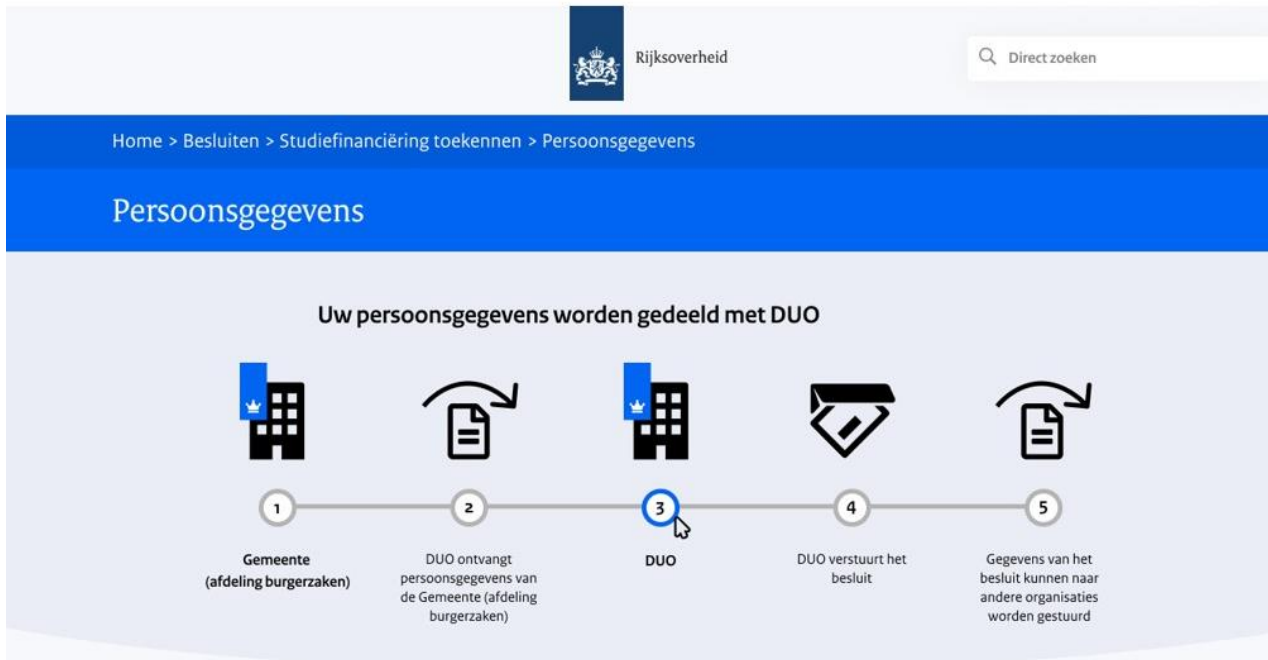 Rijksoverheid
Direct zoeken
Home > Besluiten > Studiefinanciëring toekennen > Persoonsgegevens
Persoonsgegevens
Uw persoonsgegevens worden gedeeld met DUO
1
2
3
4
5
Gemeente
(afdeling burgerzaken)
DUO ontvangt
persoonsgegevens van
de Gemeente (afdeling
burgerzaken)
DUO
DUO verstuurt het
besluit
Gegevens van het
besluit kunnen naar
andere organisaties
worden gestuurd